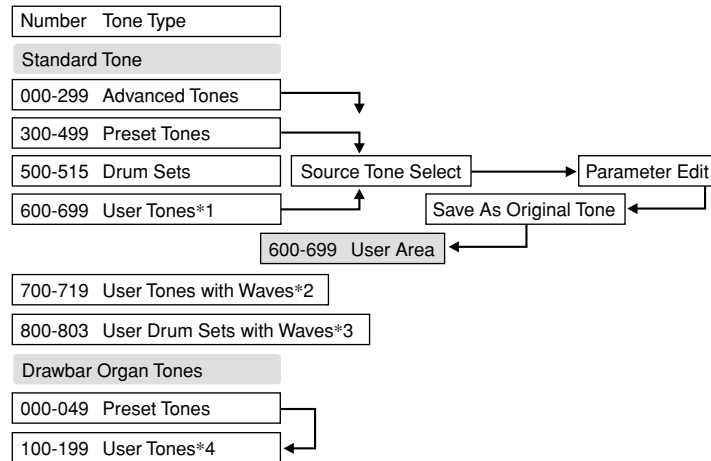 Number Tone Type
Standard Tone
000-299 Advanced Tones
300-499 Preset Tones
500-515 Drum Sets
Source Tone Select
Parameter Edit
600-699 User Tones*1
Save As Original Tone
600-699 User Area
700-719 User Tones with Waves*2
800-803 User Drum Sets with Waves*3
Drawbar Organ Tones
000-049 Preset Tones
100-199 User Tones*4